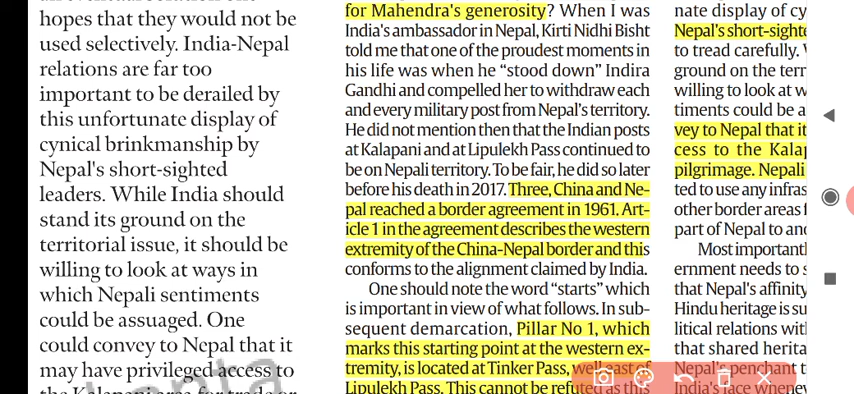 hopes that they would not be
used selectively. India-Nepal
relations are far too
important to be derailed by
this unfortunate display of
cynical brinkmanship by
Nepal's short-sighted
leaders. While India should
stand its ground on the
territorial issue, it should be
willing to look at ways in
which Nepali sentiments
could be assuaged. One
could convey to Nepal that it
may have privileged access to
the Kalapani area for trade or
for Mahendra's generosity? When I was
India's ambassador in Nepal, Kirti Nidhi Bisht
told me that one of the proudest moments in
his life was when he “stood down” Indira
Gandhi and compelled her to withdraw each
and every military post from Nepal's territory.
He did not mention then that the Indian posts
at Kalapani and at Lipulekh Pass continued to
be on Nepali territory. To be fair, he did so later
before his death in 2017. Three, China and Ne-
pal reached a border agreement in 1961. Art-
icle 1 in the agreement describes the western
extremity of the China-Nepal border and this
conforms to the alignment claimed by India.
One should note the word “starts” which
is important in view of what follows. In sub-
sequent demarcation, Pillar No 1, which
marks this starting point at the western ex-
tremity, is located at Tinker Pass, well east of
Lipulekh Pass. This cannot be refuted as this
nate display of cy
Nepal's short-sighte
to tread carefully.
ground on the terr
willing to look at w
timents could be a
vey to Nepal that it
cess to the Kalap
pilgrimage. Nepali
ted to use any infras
other border areas
part of Nepal to and
Most important
ernment needs to s
that Nepal's affinity
Hindu heritage is su
litical relations wit
that shared herita
Nepal's penchant t
India's face wheneve